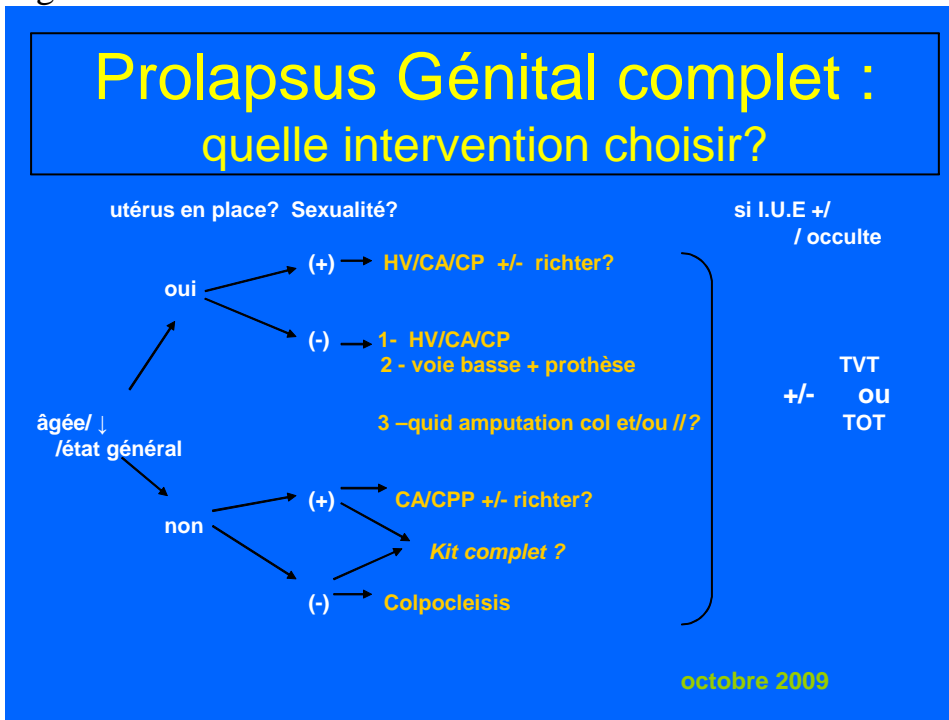 Prolapsus Génital complet :
quelle intervention choisir?
utérus en place? Sexualité?
si I.U.E +/
/ occulte
(+) HV/CA/CP +/- richter?
oui
(-) 1- HV/CA/CP
2 - voie basse + prothèse
TVT
+/- ou
TOT
âgée/ ↓
/état général
3 –quid amputation col et/ou //?
(+) CA/CPP +/- richter?
non
Kit complet ?
(-) Colpocleisis
octobre 2009